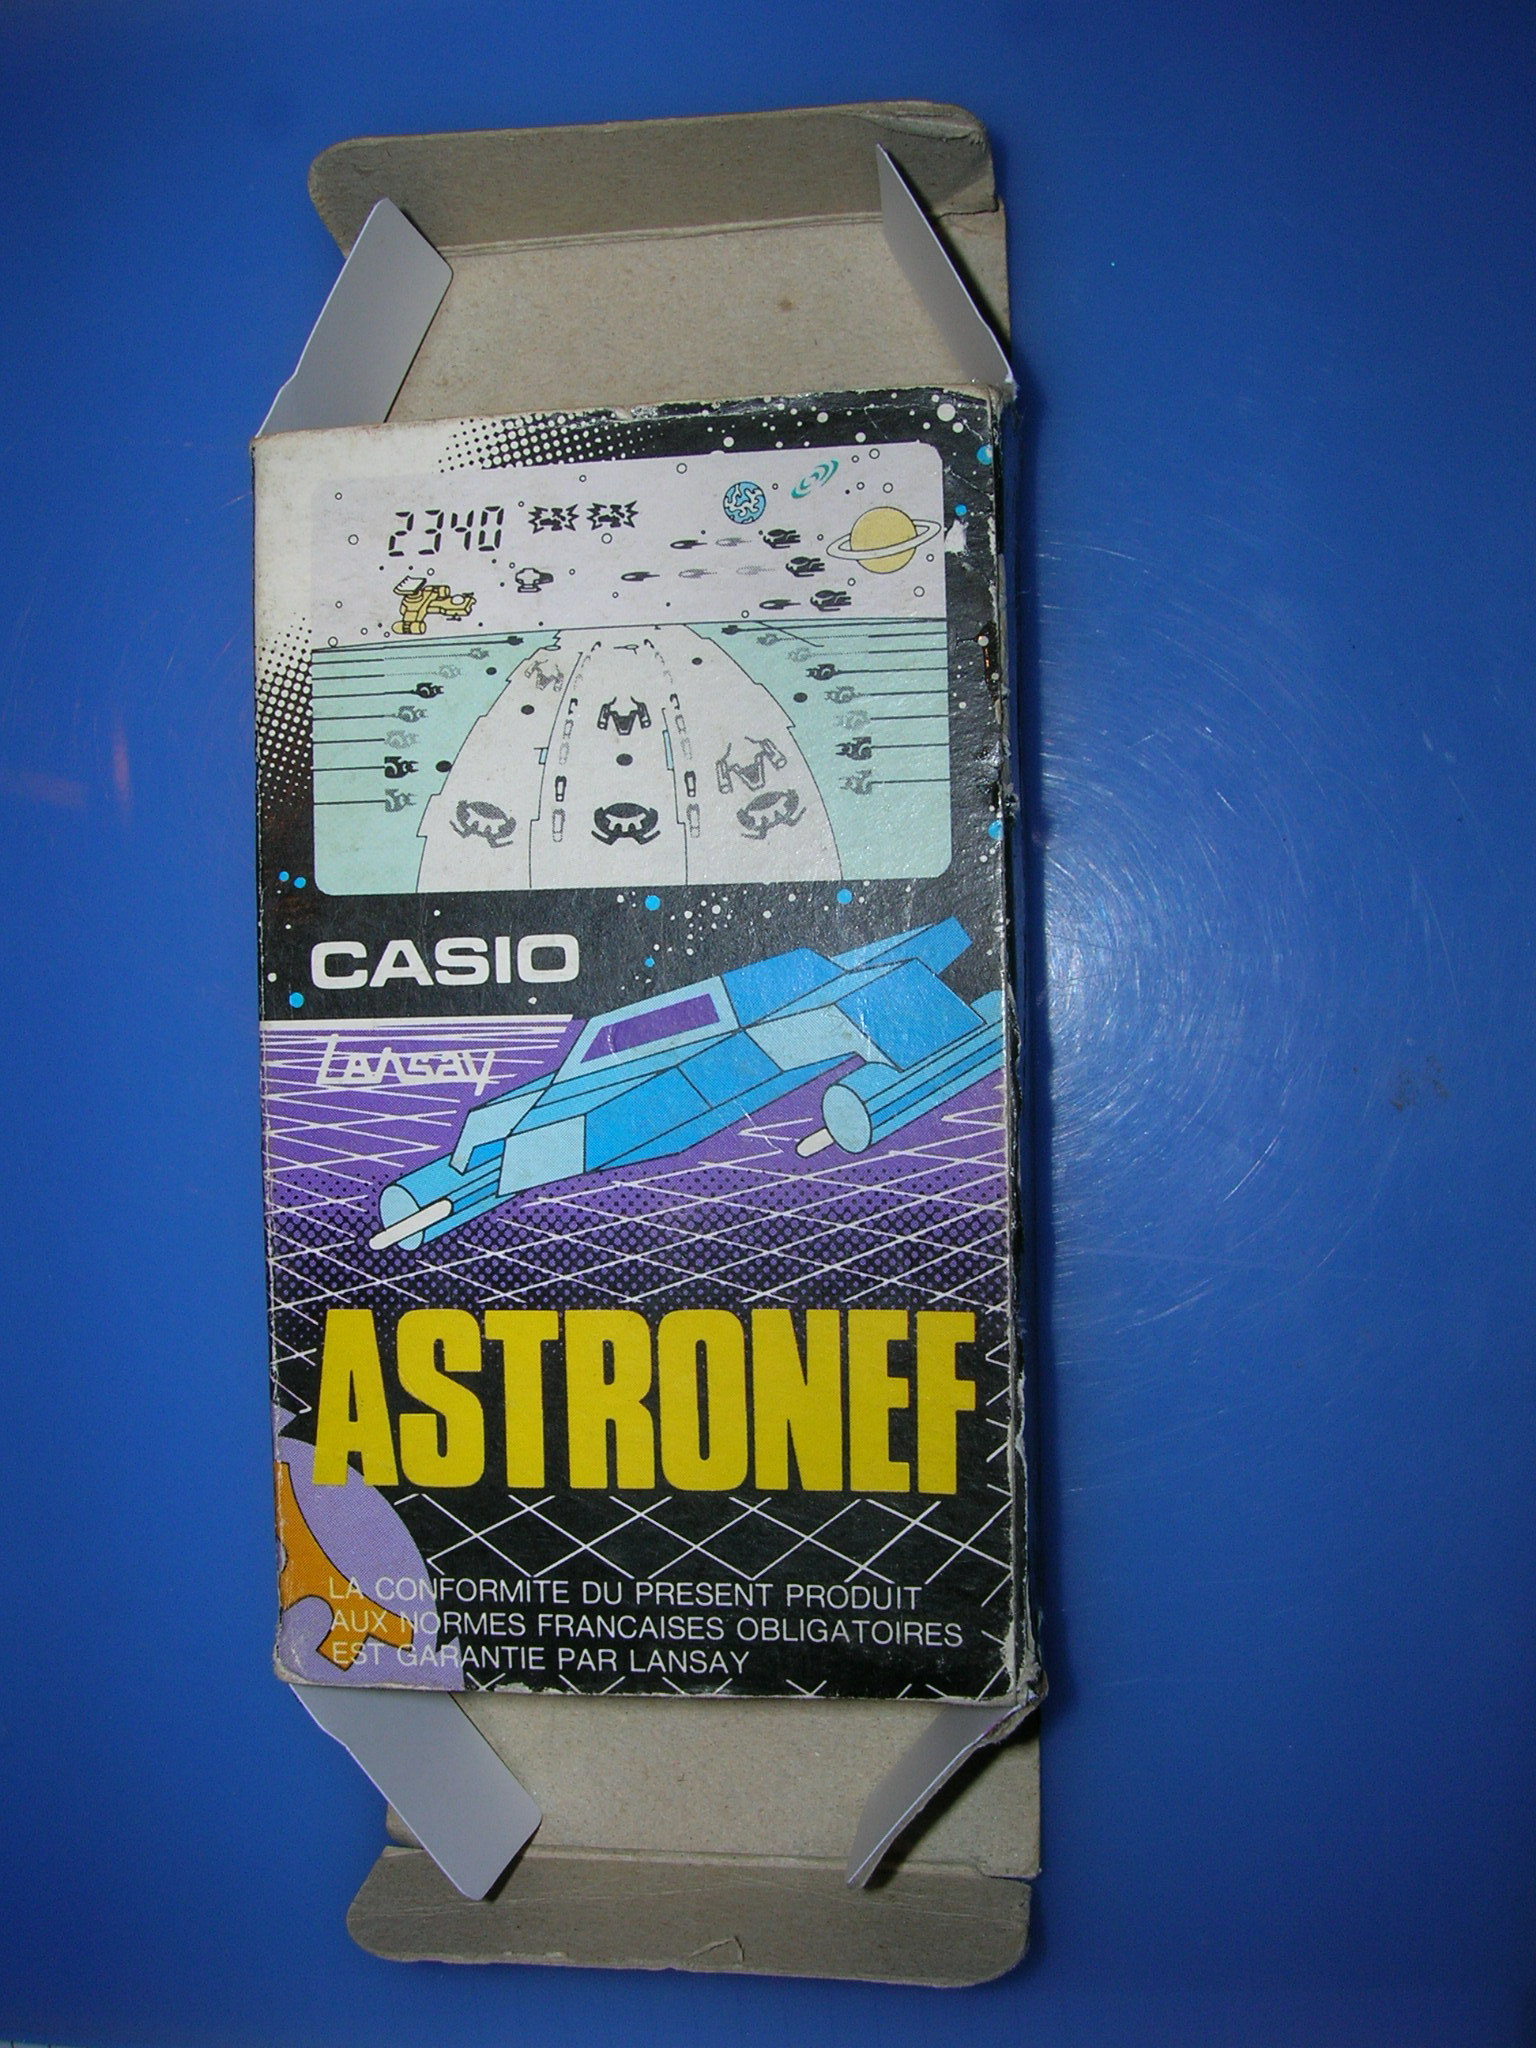 2340
CASIO
Lansay
ASTRONEF
LA CONFORMITE DU PRESENT PRODUIT
AUX NORMES FRANCAISES OBLIGATOIRES
EST GARANTIE PAR LANSAY